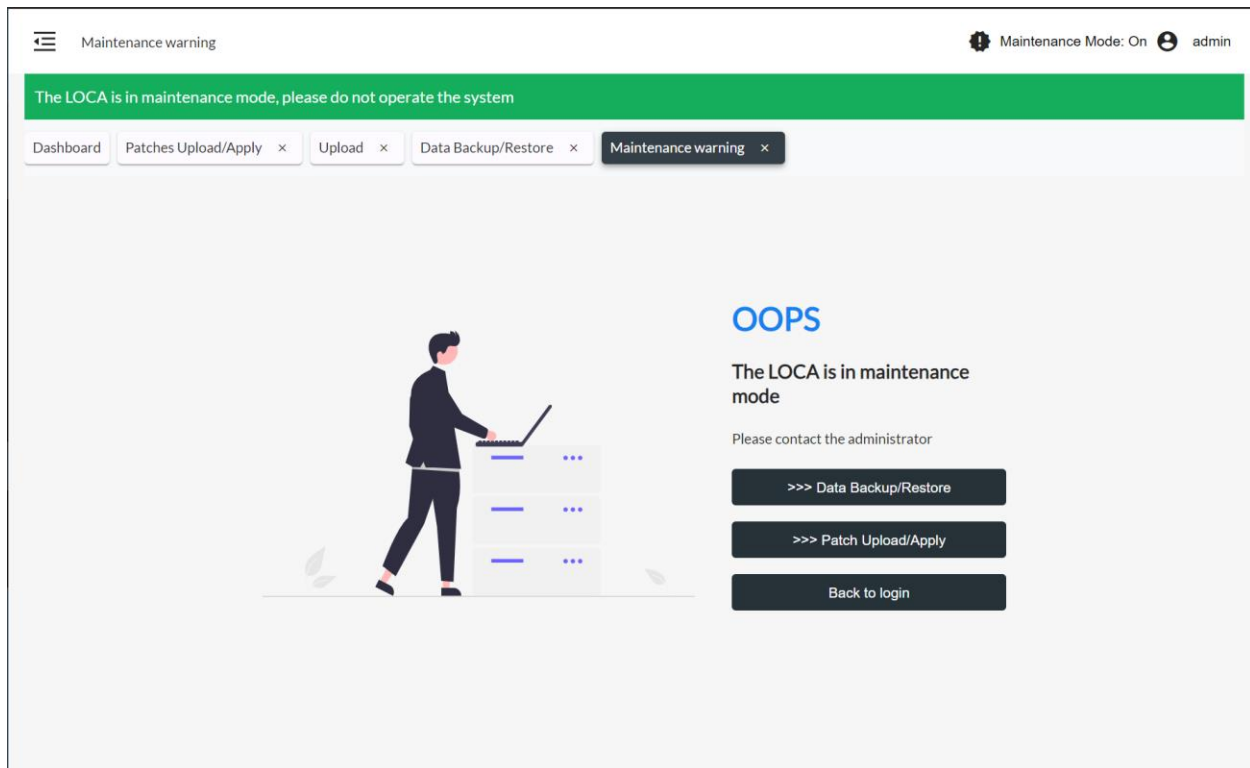 Maintenance warning
Maintenance Mode: On
admin
The LOCA is in maintenance mode, please do not operate the system
Dashboard
Patches Upload/Apply ×
Upload ×
Data Backup/Restore ×
Maintenance warning ×
OOPS
The LOCA is in maintenance
mode
Please contact the administrator
>>> Data Backup/Restore
>>> Patch Upload/Apply
Back to login